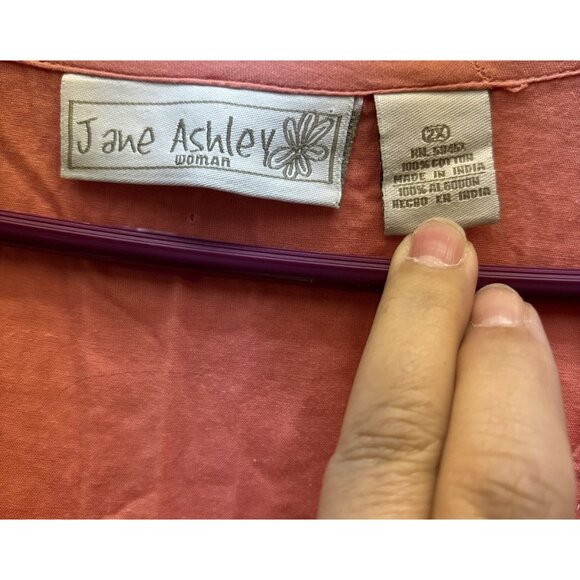 Jane Ashley
WOMAN
2X
100% COTTON
MADE IN INDIA
100% ALGODON
HECHO EN INDIA